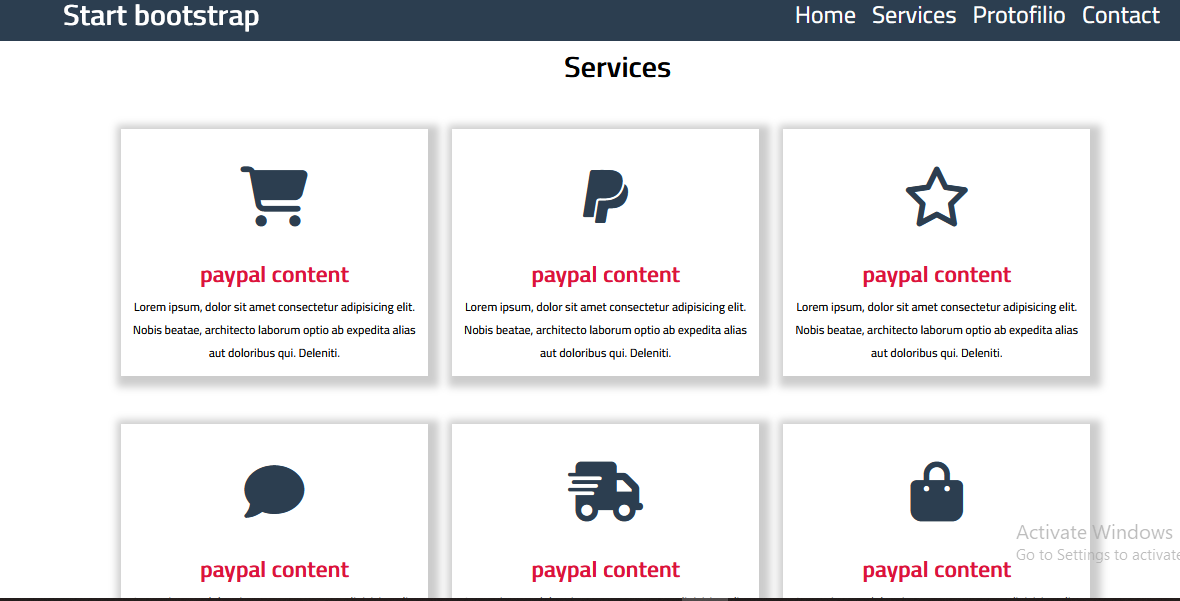 Start bootstrap
Home Services Protofilio Contact
Services
paypal content
Lorem ipsum, dolor sit amet consectetur adipisicing elit.
Nobis beatae, architecto laborum optio ab expedita alias
aut doloribus qui. Deleniti.
paypal content
Lorem ipsum, dolor sit amet consectetur adipisicing elit.
Nobis beatae, architecto laborum optio ab expedita alias
aut doloribus qui. Deleniti.
paypal content
Lorem ipsum, dolor sit amet consectetur adipisicing elit.
Nobis beatae, architecto laborum optio ab expedita alias
aut doloribus qui. Deleniti.
paypal content
paypal content
paypal content
Activate Windows
Go to Settings to activate